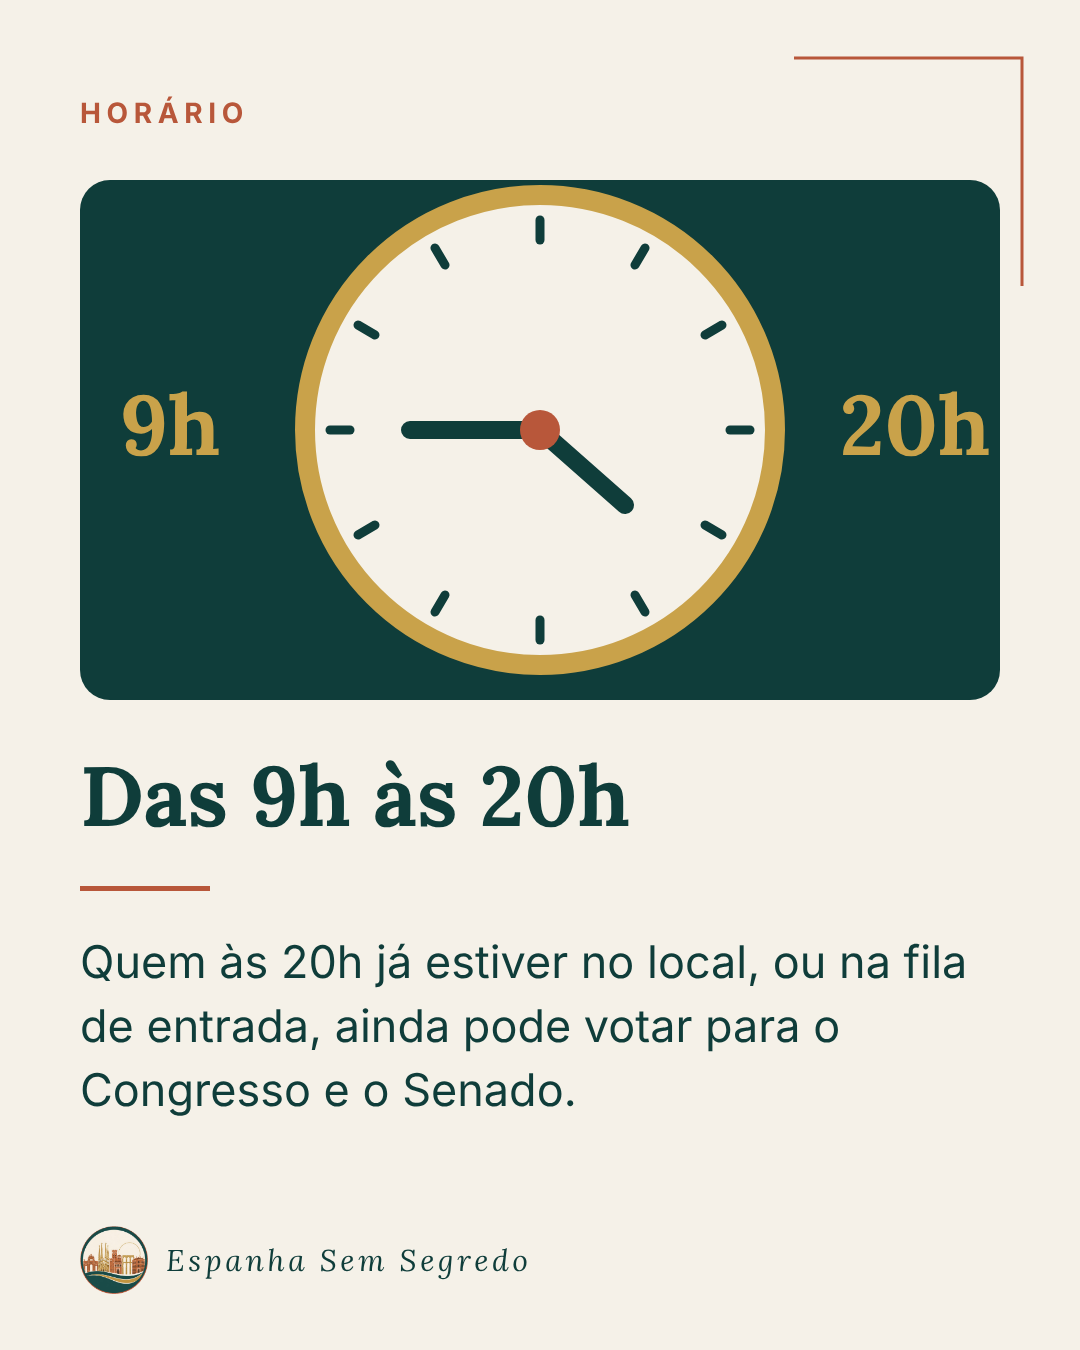 HORÁRIO
9h
20h
Das 9h às 20h
Quem às 20h já estiver no local, ou na fila
de entrada, ainda pode votar para o
Congresso e o Senado.
Espanha Sem Segredo